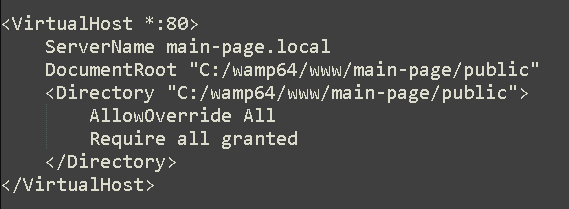 <VirtualHost *:80>
    ServerName main-page.local
    DocumentRoot "C:/wamp64/www/main-page/public"
    <Directory "C:/wamp64/www/main-page/public">
        AllowOverride All
        Require all granted
    </Directory>
</VirtualHost>